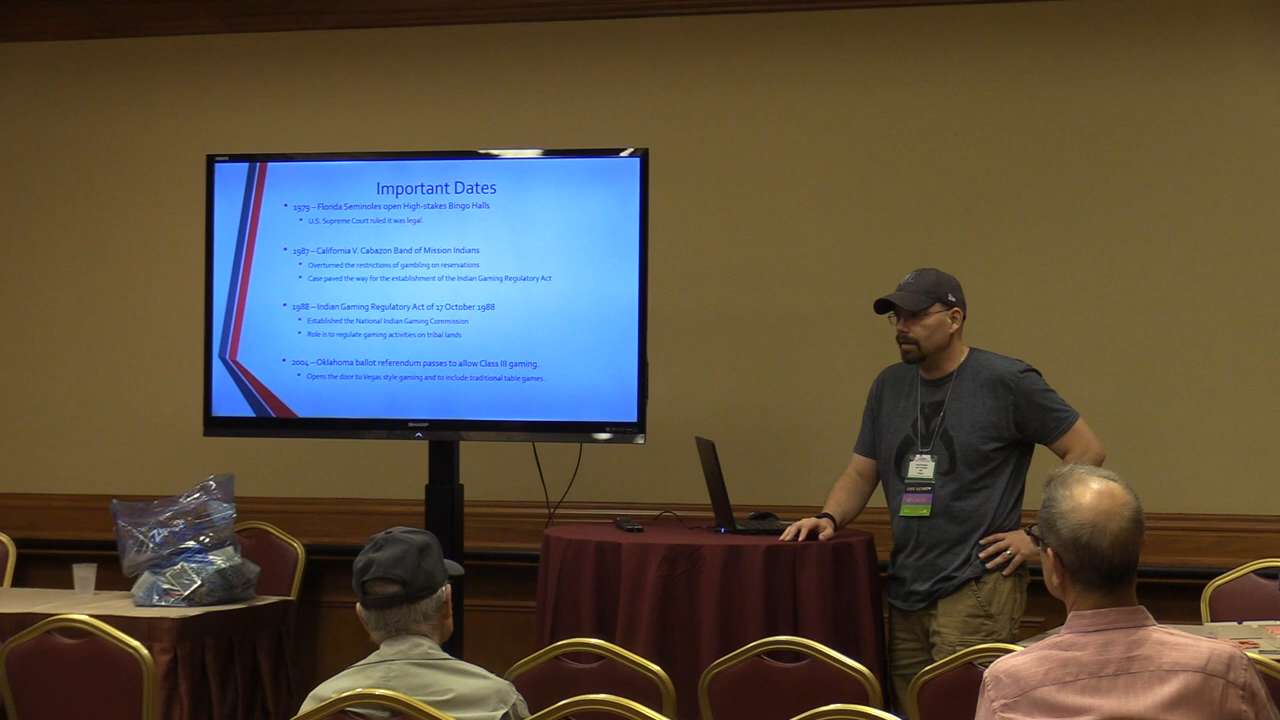 Important Dates
1979 – Florida Seminoles open High-stakes Bingo Halls
U.S. Supreme Court ruled it was legal.
1987 – California V. Cabazon Band of Mission Indians
Overturned the restrictions of gambling on reservations
Case paved the way for the establishment of the Indian Gaming Regulatory Act
1988 – Indian Gaming Regulatory Act of 17 October 1988
Established the National Indian Gaming Commission
Role is to regulate gaming activities on tribal lands
2004 – Oklahoma ballot referendum passes to allow Class III gaming.
Opens the door to Vegas style gaming and to include traditional table games.
SHARP